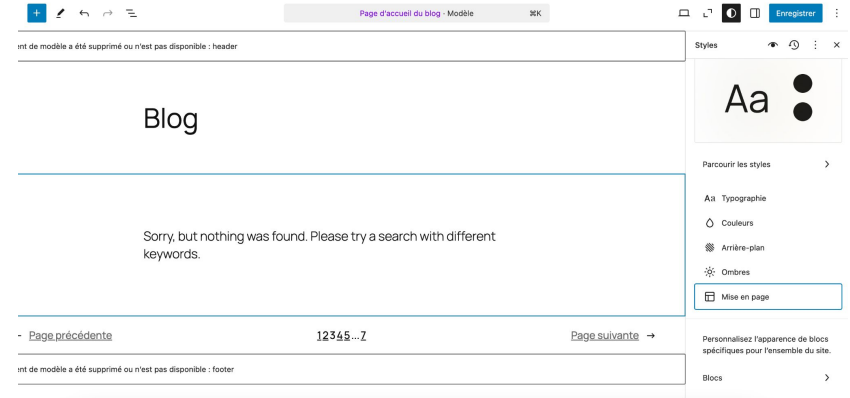 Page d'accueil du blog · Modèle ⌘K
Enregistrer
ent de modèle a été supprimé ou n'est pas disponible : header
Styles
Blog
Aa
Parcourir les styles
Aa Typographie
Couleurs
Sorry, but nothing was found. Please try a search with different
keywords.
Arrière-plan
Ombres
Mise en page
← Page précédente
12345...7
Page suivante →
Personnalisez l'apparence de blocs
spécifiques pour l'ensemble du site.
ent de modèle a été supprimé ou n'est pas disponible : footer
Blocs